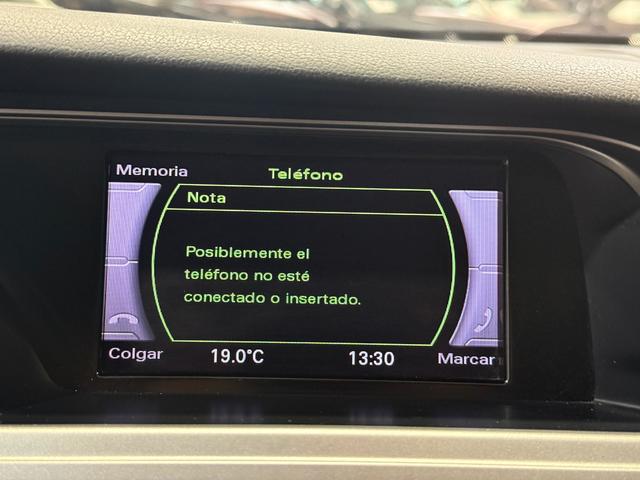 Memoria Teléfono
Nota
Posiblemente el
teléfono no esté
conectado o insertado.
Colgar 19.0°C 13:30 Marcar